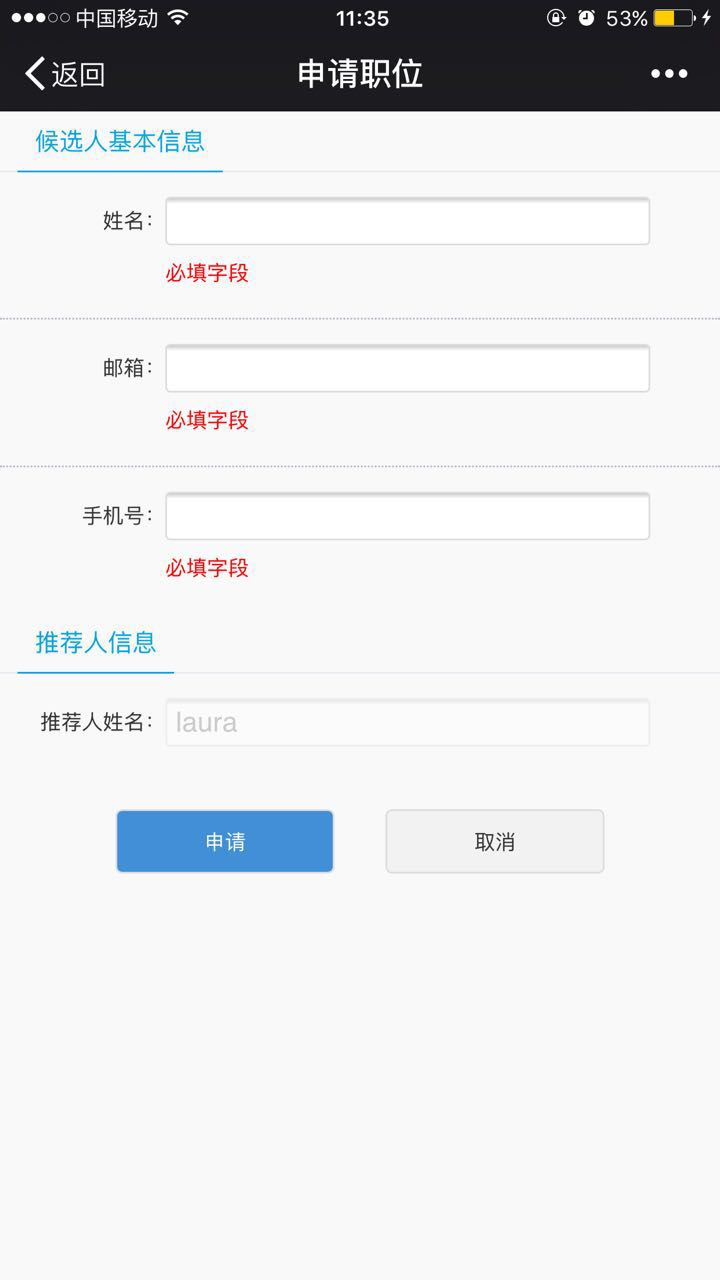 中国移动 11:35 53%
返回 申请职位
候选人基本信息
姓名:
必填字段
邮箱:
必填字段
手机号:
必填字段
推荐人信息
推荐人姓名: laura
申请 取消